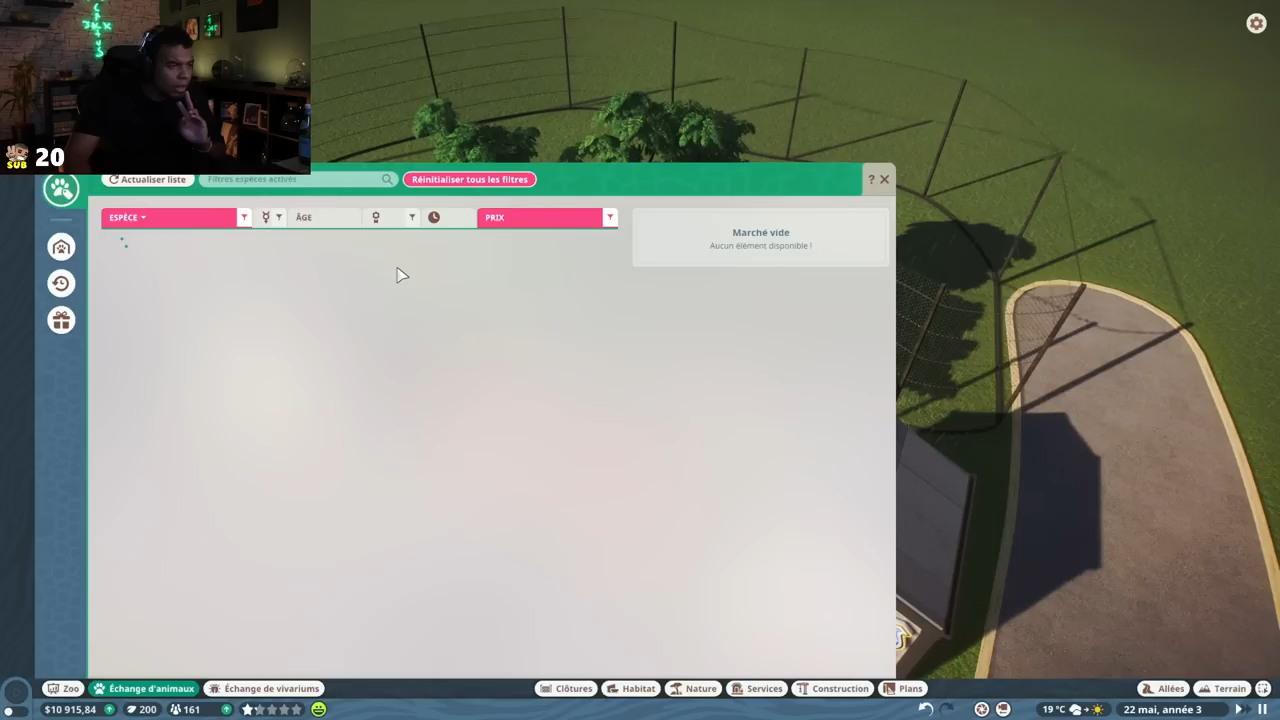 SUB 20
Actualiser liste
Filtres espèces activés
Réinitialiser tous les filtres
?
ESPÈCE
ÂGE
PRIX
Marché vide
Aucun élément disponible !
Zoo
Échange d'animaux
Échange de vivariums
Clôtures
Habitat
Nature
Services
Construction
Plans
Allées
Terrain
$10 915,84
200
161
19 °C
22 mai, année 3